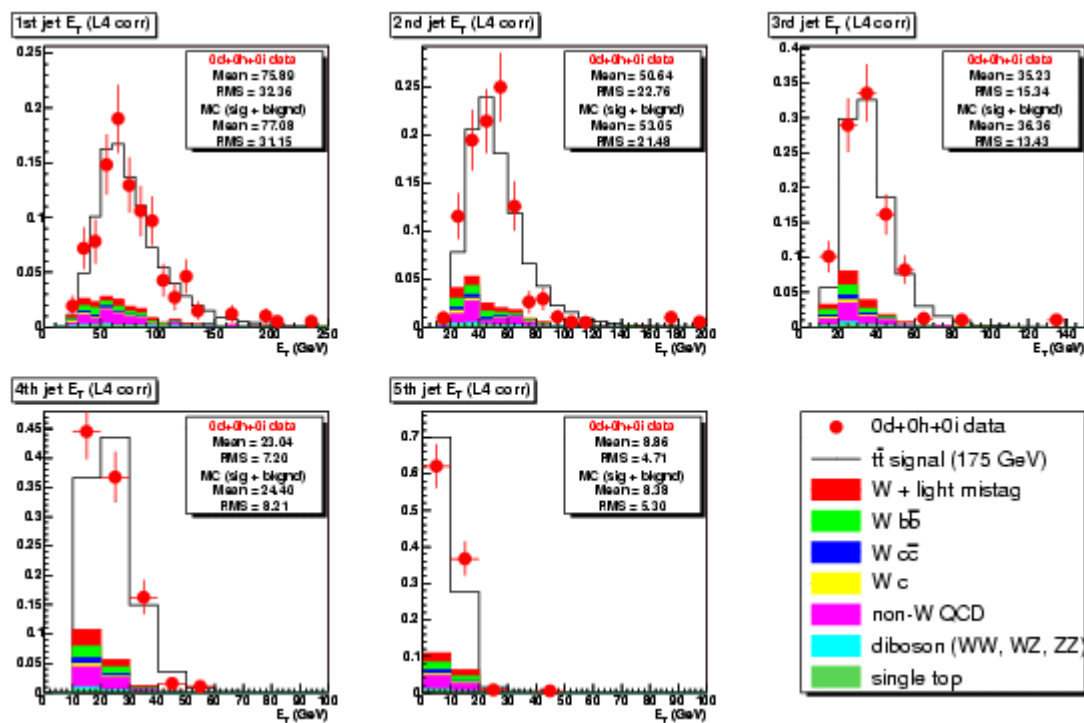 1st jet E_T (L4 corr)
0d+0h+0i data
Mean = 75.89
RMS = 32.36
MC (sig + bkgnd)
Mean = 77.08
RMS = 31.15
0.25
0.2
0.15
0.1
0.05
0
0 50 100 150 200 250
E_T (GeV)
2nd jet E_T (L4 corr)
0d+0h+0i data
Mean = 50.64
RMS = 22.76
MC (sig + bkgnd)
Mean = 53.05
RMS = 21.48
0.25
0.2
0.15
0.1
0.05
0
0 20 40 60 80 100 120 140 160 180 200
E_T (GeV)
3rd jet E_T (L4 corr)
0d+0h+0i data
Mean = 35.23
RMS = 15.34
MC (sig + bkgnd)
Mean = 36.36
RMS = 13.43
0.4
0.35
0.3
0.25
0.2
0.15
0.1
0.05
0
0 20 40 60 80 100 120 140
E_T (GeV)
4th jet E_T (L4 corr)
0d+0h+0i data
Mean = 23.04
RMS = 7.20
MC (sig + bkgnd)
Mean = 24.40
RMS = 8.21
0.45
0.4
0.35
0.3
0.25
0.2
0.15
0.1
0.05
0
0 10 20 30 40 50 60 70 80 90 100
E_T (GeV)
5th jet E_T (L4 corr)
0d+0h+0i data
Mean = 8.86
RMS = 4.71
MC (sig + bkgnd)
Mean = 8.38
RMS = 5.30
0.7
0.6
0.5
0.4
0.3
0.2
0.1
0
0 10 20 30 40 50 60 70 80 90 100
E_T (GeV)
0d+0h+0i data
tt̄ signal (175 GeV)
W + light mistag
W bb̄
W cc̄
W c
non-W QCD
diboson (WW, WZ, ZZ)
single top